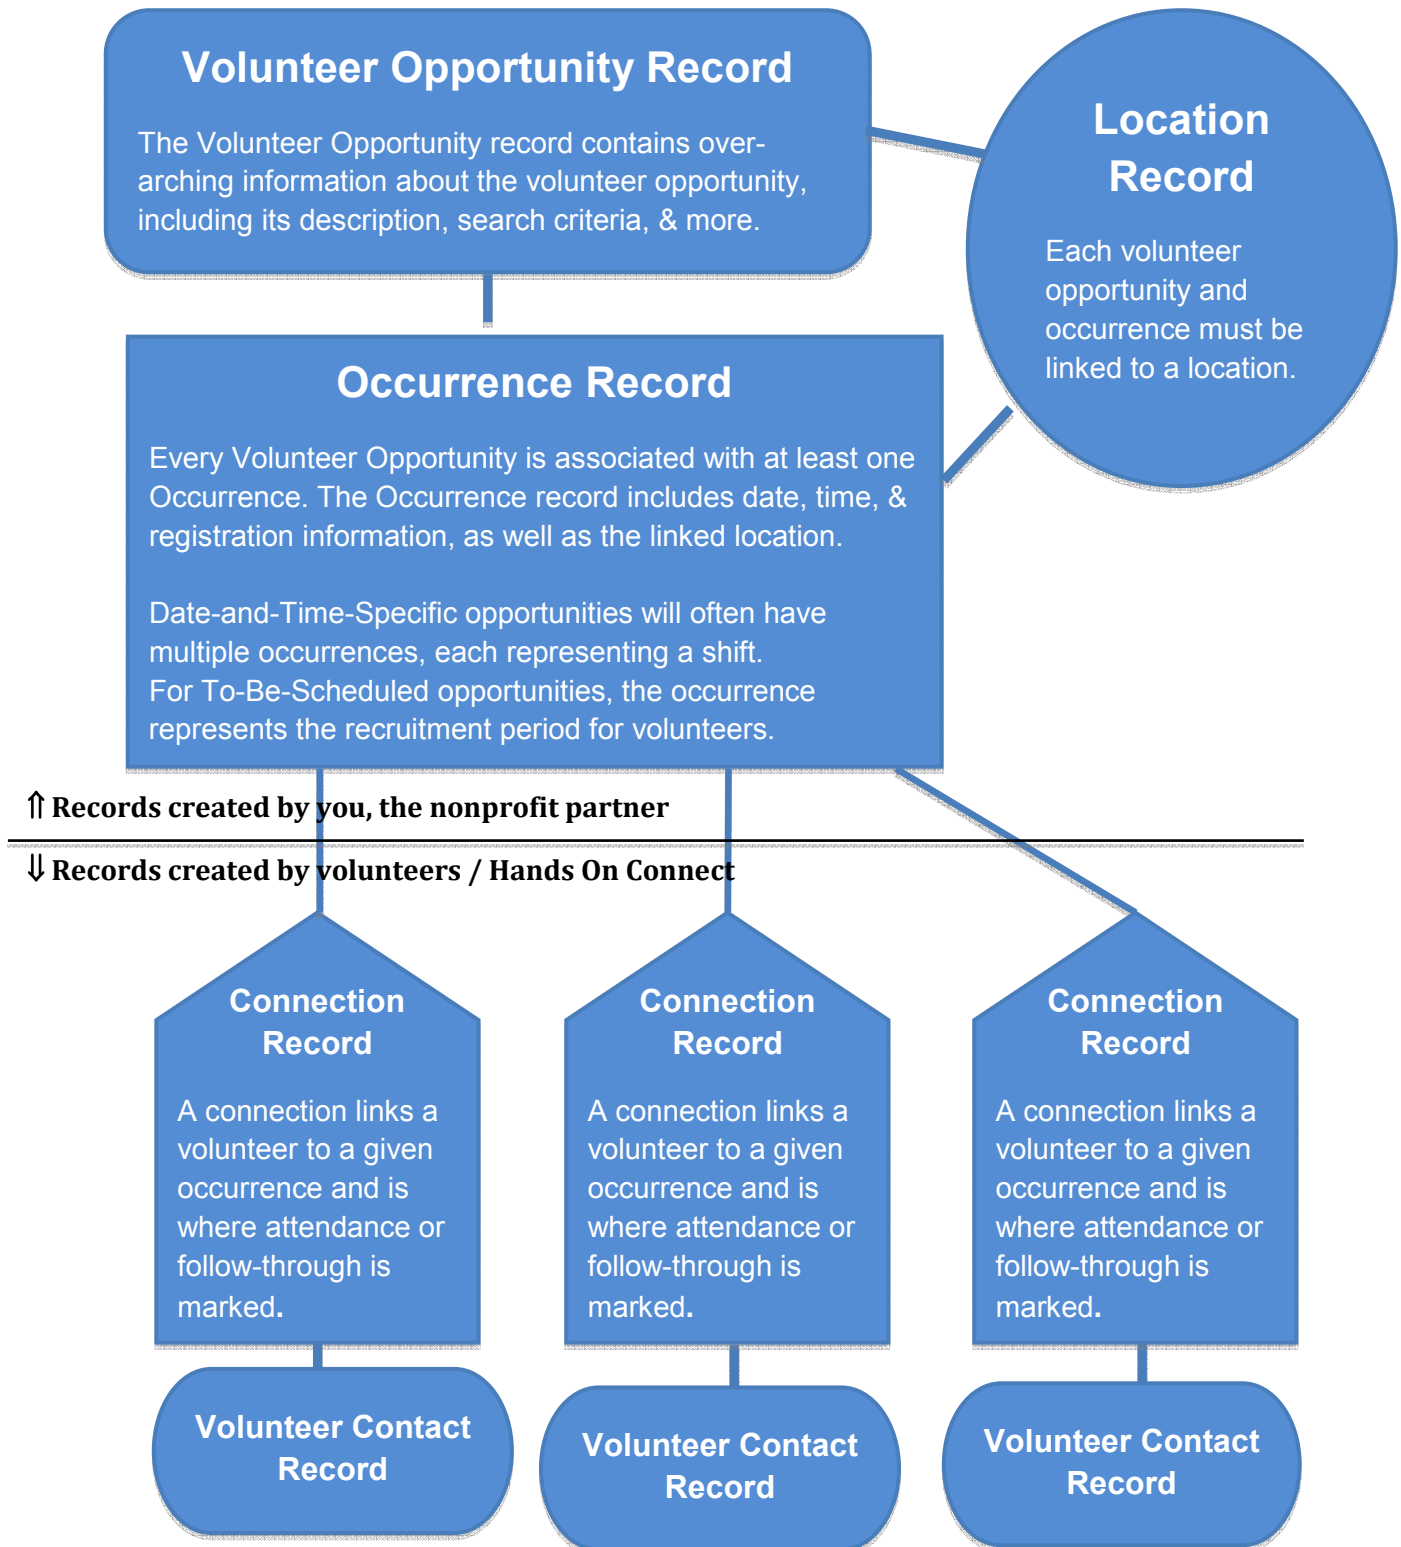 Volunteer Opportunity Record
The Volunteer Opportunity record contains over-
arching information about the volunteer opportunity,
including its description, search criteria, & more.
Location
Record
Each volunteer
opportunity and
occurrence must be
linked to a location.
Occurrence Record
Every Volunteer Opportunity is associated with at least one
Occurrence. The Occurrence record includes date, time, &
registration information, as well as the linked location.
Date-and-Time-Specific opportunities will often have
multiple occurrences, each representing a shift.
For To-Be-Scheduled opportunities, the occurrence
represents the recruitment period for volunteers.
⇑ Records created by you, the nonprofit partner
⇓ Records created by volunteers / Hands On Connect
Connection
Record
A connection links a
volunteer to a given
occurrence and is
where attendance or
follow-through is
marked.
Connection
Record
A connection links a
volunteer to a given
occurrence and is
where attendance or
follow-through is
marked.
Connection
Record
A connection links a
volunteer to a given
occurrence and is
where attendance or
follow-through is
marked.
Volunteer Contact
Record
Volunteer Contact
Record
Volunteer Contact
Record